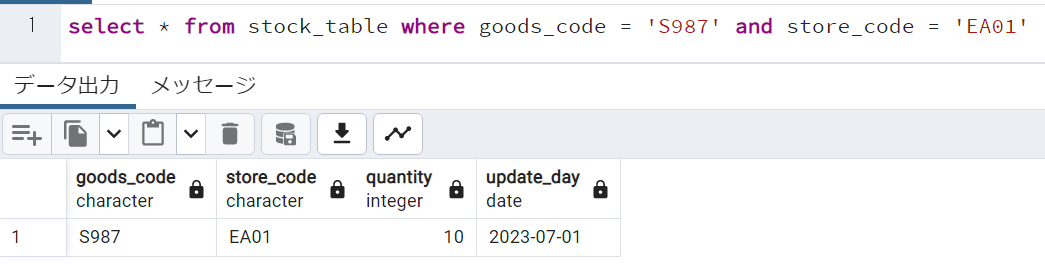 1 select * from stock_table where goods_code = 'S987' and store_code = 'EA01'
データ出力 メッセージ
goods_code store_code quantity update_day
character character integer date
1 S987 EA01 10 2023-07-01